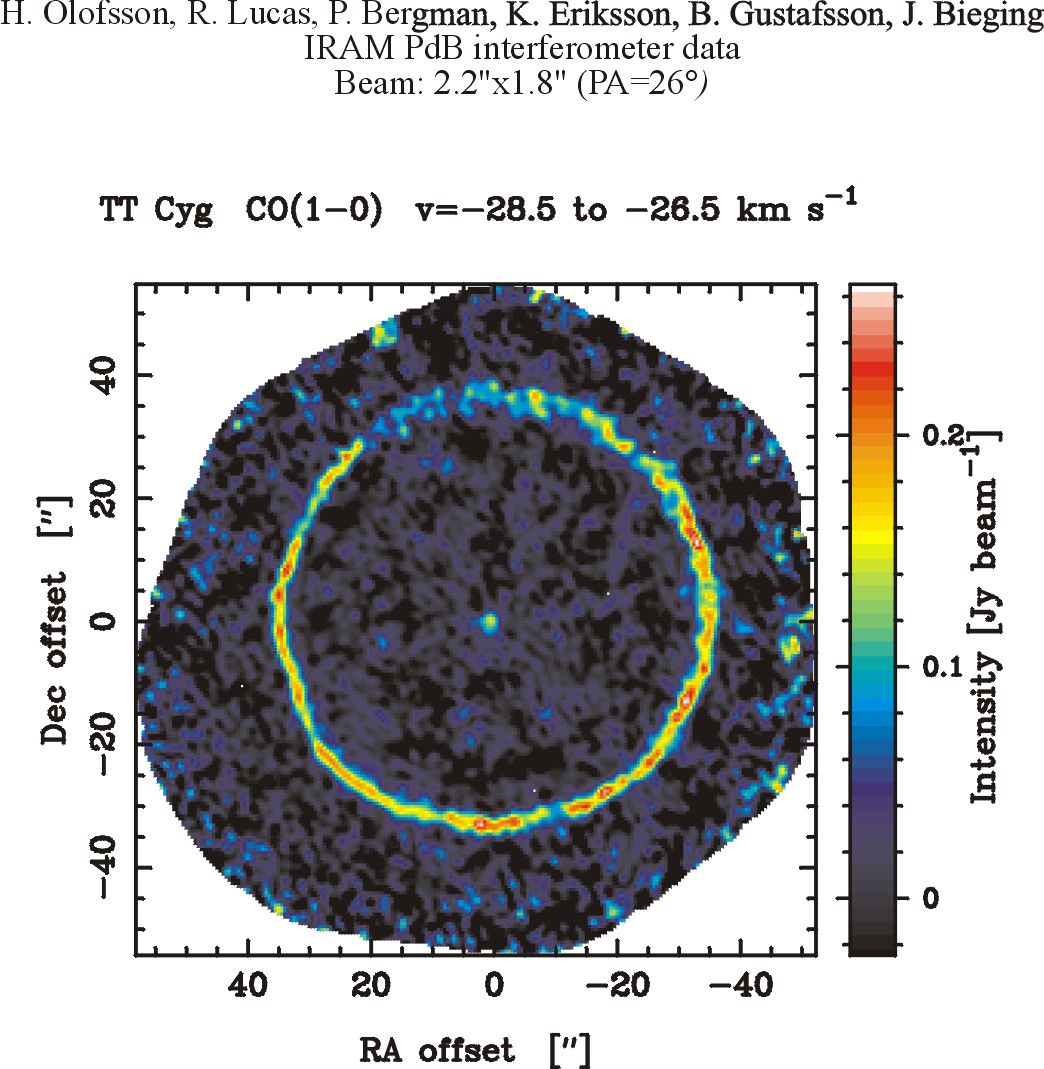 H. Olofsson, R. Lucas, P. Bergman, K. Eriksson, B. Gustafsson, J. Bieging
IRAM PdB interferometer data
Beam: 2.2"x1.8" (PA=26°)
TT Cyg CO(1-0) v=-28.5 to -26.5 km s⁻¹
40
20
0
-20
-40
Dec offset ["]
40
20
0
-20
-40
RA offset ["]
0.2
0.1
0
Intensity [Jy beam⁻¹]